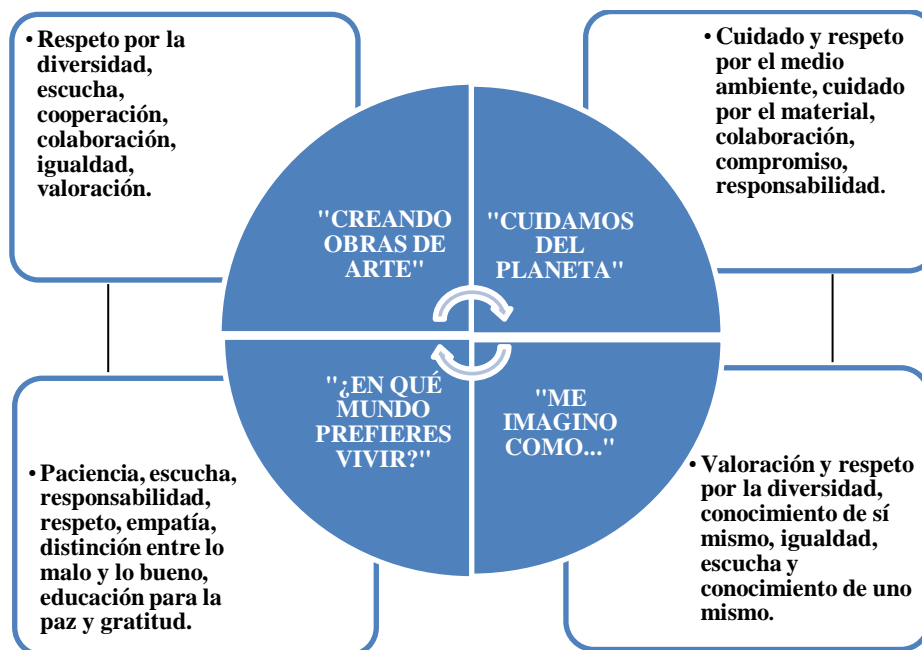 • Respeto por la
diversidad,
escucha,
cooperación,
colaboración,
igualdad,
valoración.
• Cuidado y respeto
por el medio
ambiente, cuidado
por el material,
colaboración,
compromiso,
responsabilidad.
"CREANDO
OBRAS DE
ARTE"
"CUIDAMOS
DEL
PLANETA"
"¿EN QUÉ
MUNDO
PREFIERES
VIVIR?"
"ME
IMAGINO
COMO..."
• Paciencia, escucha,
responsabilidad,
respeto, empatía,
distinción entre lo
malo y lo bueno,
educación para la
paz y gratitud.
• Valoración y respeto
por la diversidad,
conocimiento de sí
mismo, igualdad,
escucha y
conocimiento de uno
mismo.